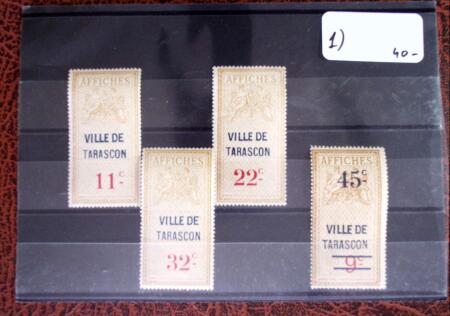 1)
40-
AFFICHES
VILLE DE
TARASCON
11c
AFFICHES
VILLE DE
TARASCON
22c
AFFICHES
VILLE DE
TARASCON
32c
AFFICHES
45c
VILLE DE
TARASCON
9c